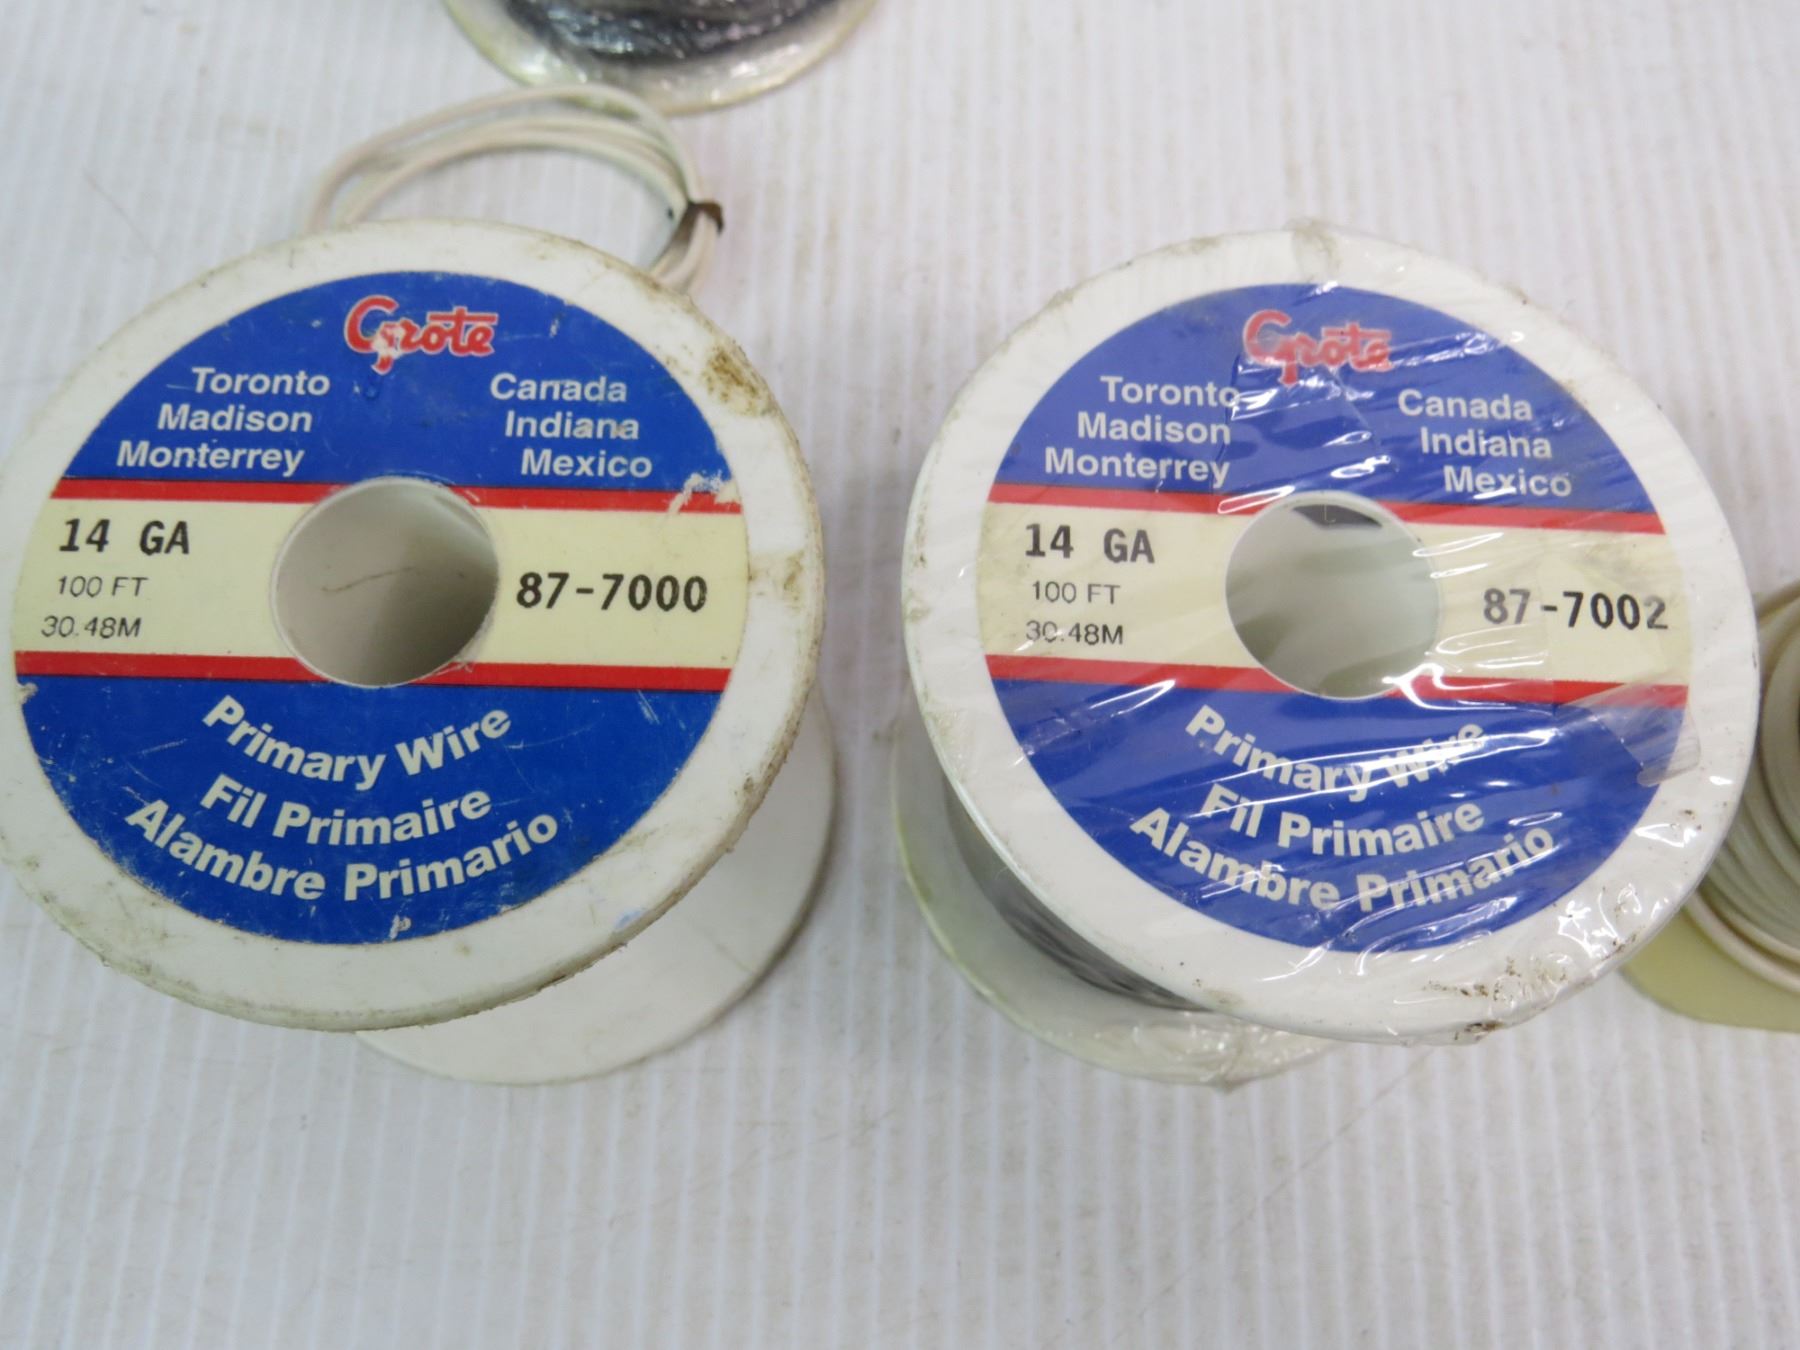 Grote
Toronto Canada
Madison Indiana
Monterrey Mexico
14 GA
100 FT
30.48M
87-7000
Primary Wire
Fil Primaire
Alambre Primario
Grote
Toronto Canada
Madison Indiana
Monterrey Mexico
14 GA
100 FT
30.48M
87-7002
Primary Wire
Fil Primaire
Alambre Primario